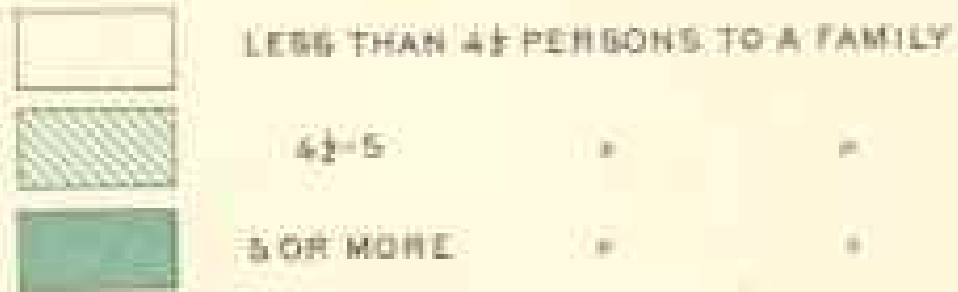 LESS THAN 4½ PERSONS TO A FAMILY
4½-5 " "
5 OR MORE " "